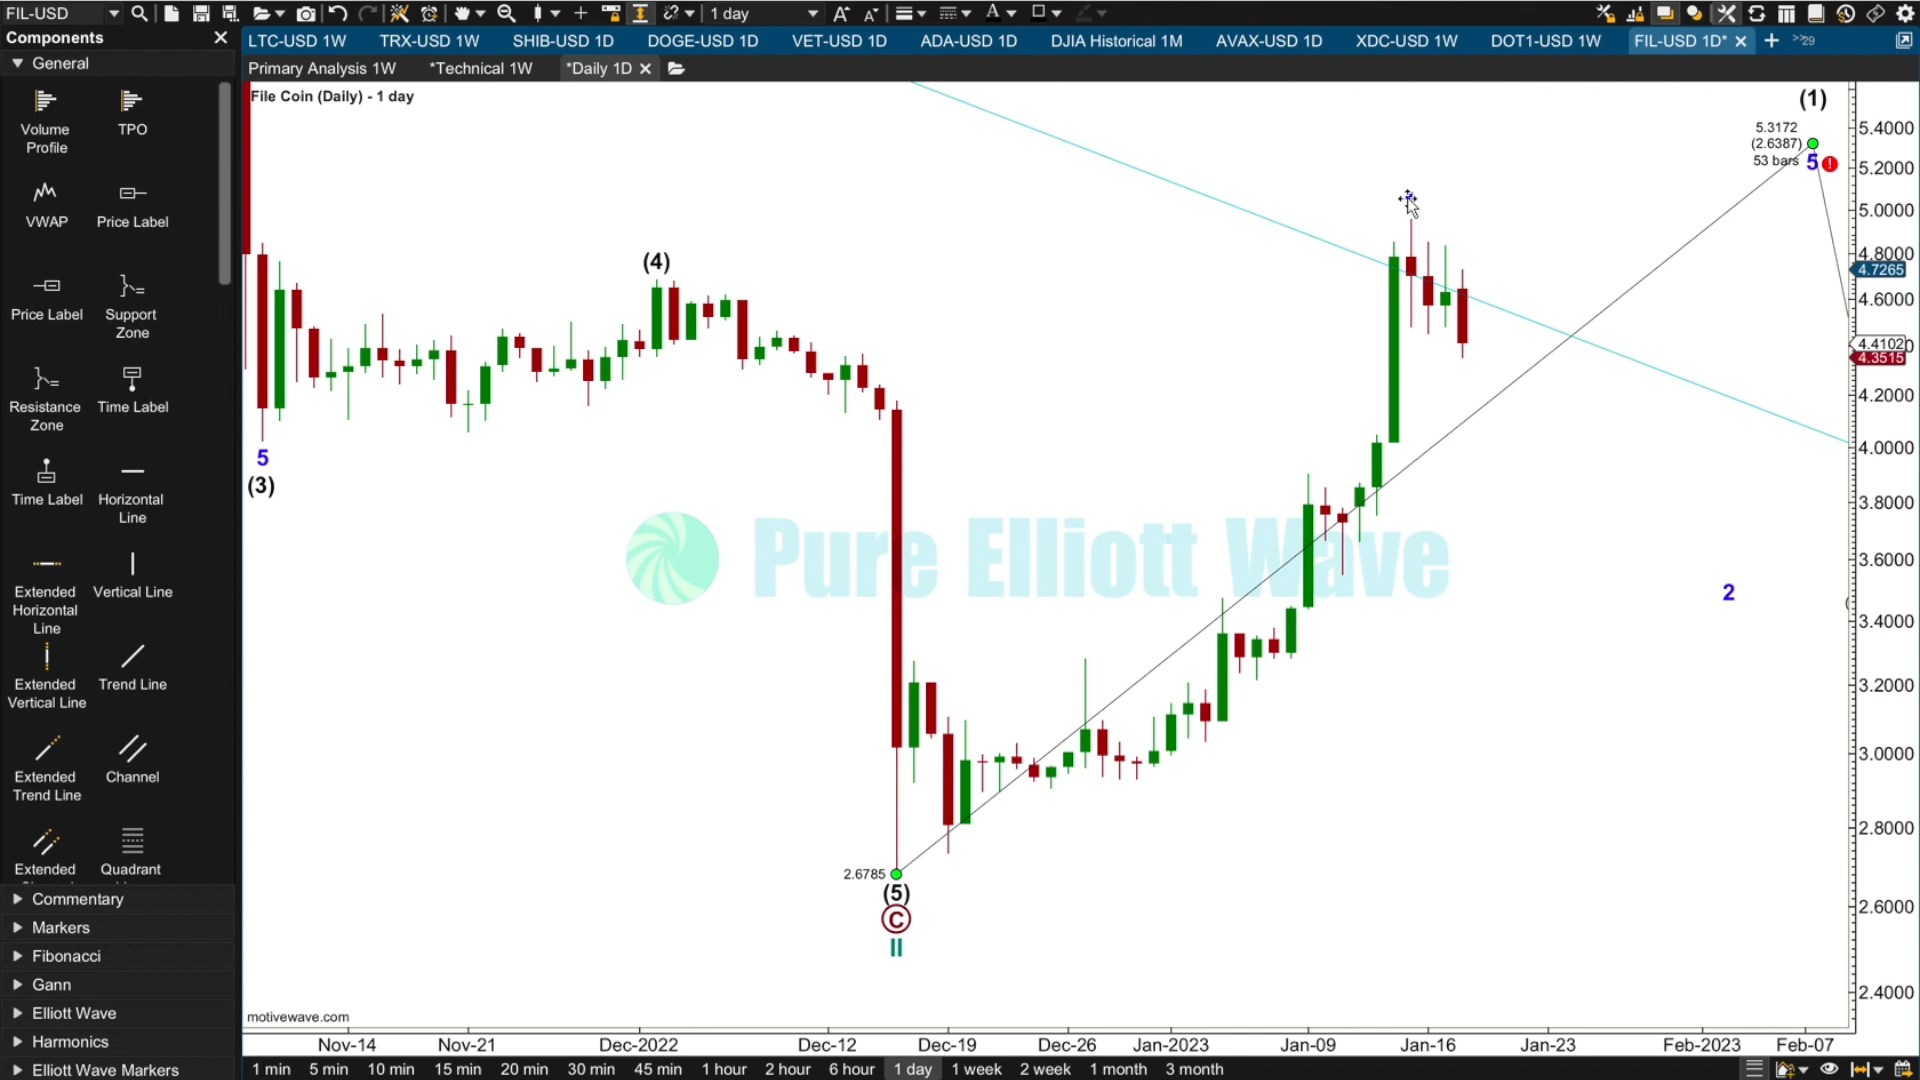 FIL-USD
1 day
Components
General
Volume Profile
TPO
VWAP
Price Label
Price Label
Support Zone
Resistance Zone
Time Label
Time Label
Horizontal Line
Extended Horizontal Line
Vertical Line
Extended Vertical Line
Trend Line
Extended Trend Line
Channel
Extended
Quadrant
Commentary
Markers
Fibonacci
Gann
Elliott Wave
Harmonics
Elliott Wave Markers
LTC-USD 1W
TRX-USD 1W
SHIB-USD 1D
DOGE-USD 1D
VET-USD 1D
ADA-USD 1D
DJIA Historical 1M
AVAX-USD 1D
XDC-USD 1W
DOT1-USD 1W
FIL-USD 1D*
>>29
Primary Analysis 1W
*Technical 1W
*Daily 1D
File Coin (Daily) - 1 day
(1)
5.3172
(2.6387)
53 bars
5
(4)
5
(3)
Pure Elliott Wave
2
2.6785
(5)
C
II
motivewave.com
5.4000
5.2000
5.0000
4.8000
4.7265
4.6000
4.4102
4.3515
4.2000
4.0000
3.8000
3.6000
3.4000
3.2000
3.0000
2.8000
2.6000
2.4000
Nov-14
Nov-21
Dec-2022
Dec-12
Dec-19
Dec-26
Jan-2023
Jan-09
Jan-16
Jan-23
Feb-2023
Feb-07
1 min
5 min
10 min
15 min
20 min
30 min
45 min
1 hour
2 hour
6 hour
1 day
1 week
2 week
1 month
3 month